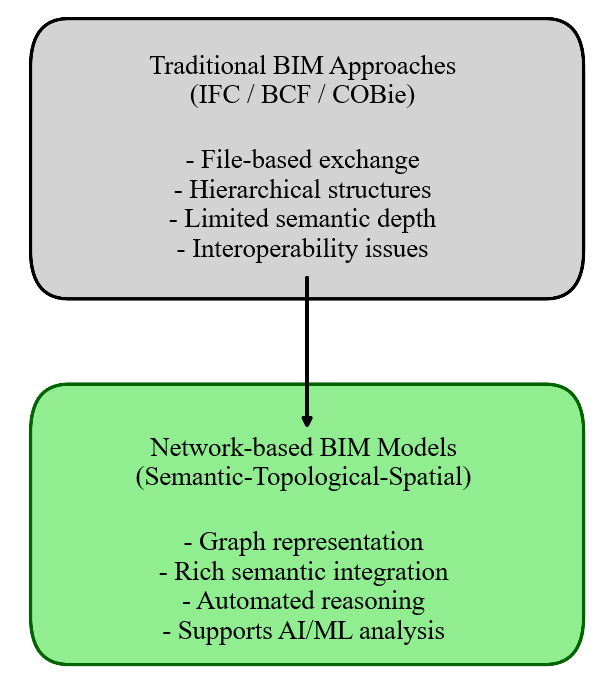 Traditional BIM Approaches
(IFC / BCF / COBie)
- File-based exchange
- Hierarchical structures
- Limited semantic depth
- Interoperability issues
Network-based BIM Models
(Semantic-Topological-Spatial)
- Graph representation
- Rich semantic integration
- Automated reasoning
- Supports AI/ML analysis